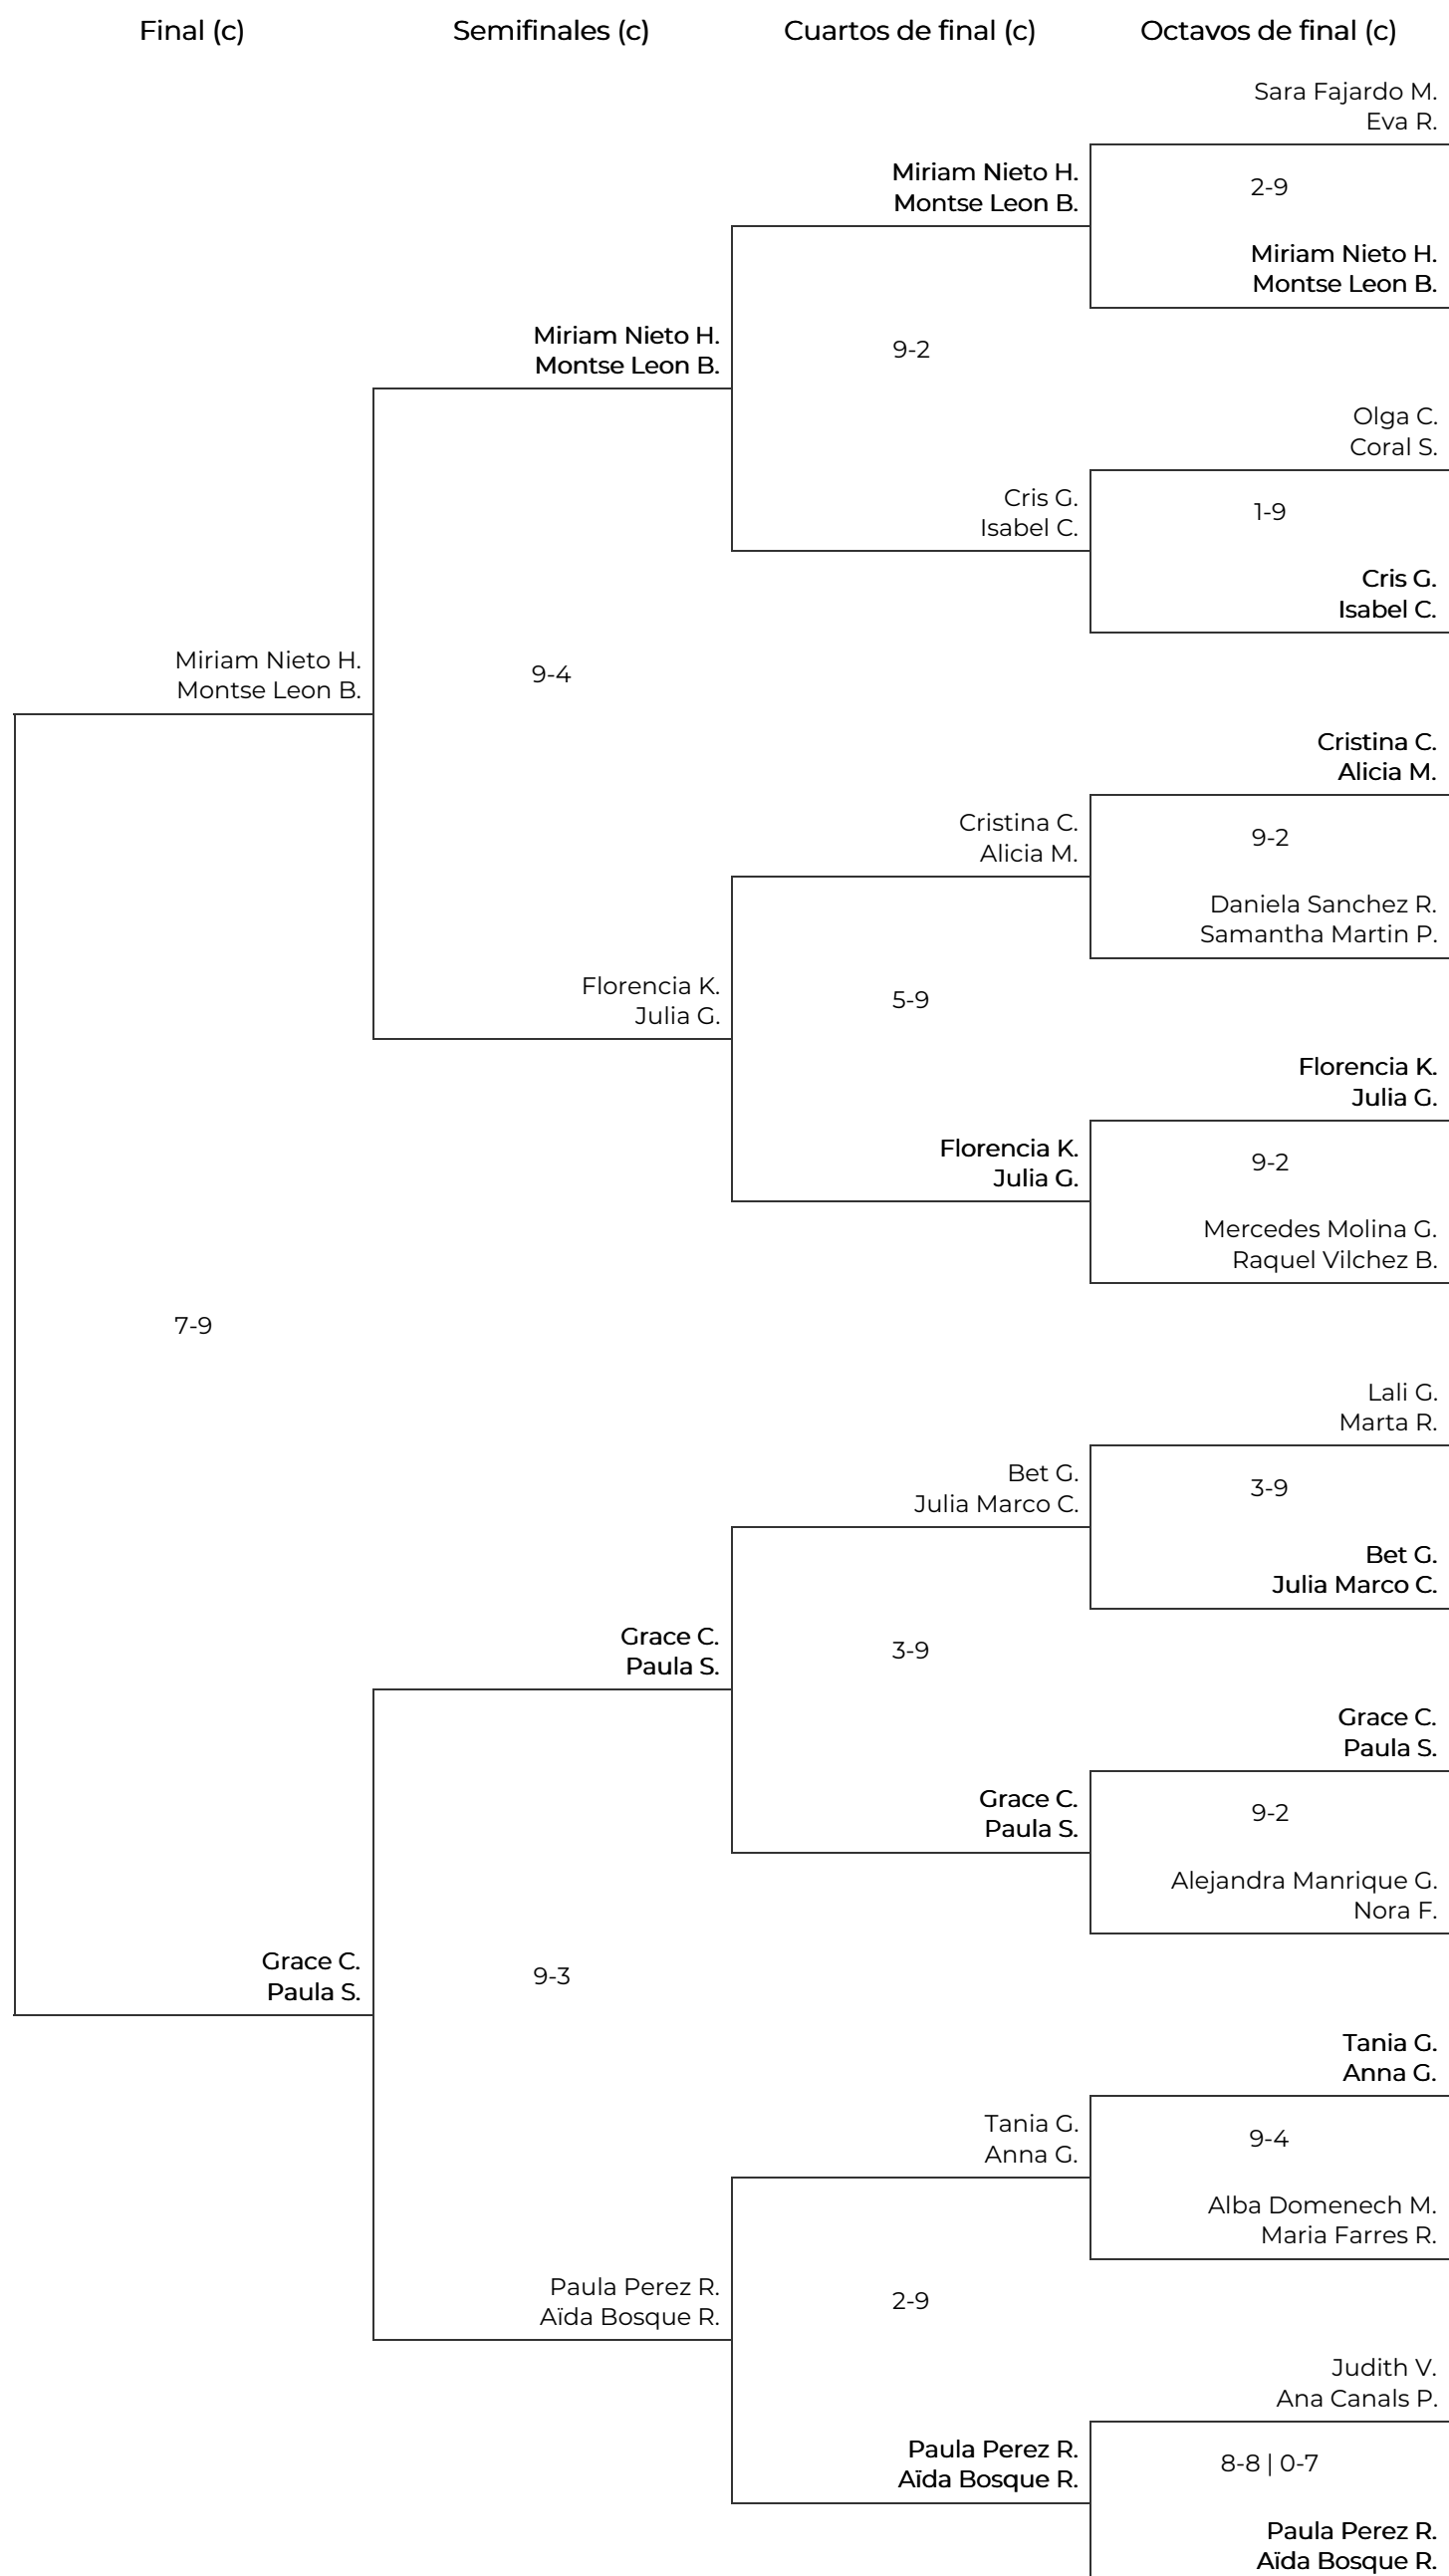 Final (c)
Semifinales (c)
Cuartos de final (c)
Octavos de final (c)
Sara Fajardo M.
Eva R.
Miriam Nieto H.
Montse Leon B.
2-9
Miriam Nieto H.
Montse Leon B.
Miriam Nieto H.
Montse Leon B.
9-2
Olga C.
Coral S.
Cris G.
Isabel C.
1-9
Cris G.
Isabel C.
Miriam Nieto H.
Montse Leon B.
9-4
Cristina C.
Alicia M.
Cristina C.
Alicia M.
9-2
Daniela Sanchez R.
Samantha Martin P.
Florencia K.
Julia G.
5-9
Florencia K.
Julia G.
Florencia K.
Julia G.
9-2
Mercedes Molina G.
Raquel Vilchez B.
7-9
Lali G.
Marta R.
Bet G.
Julia Marco C.
3-9
Bet G.
Julia Marco C.
Grace C.
Paula S.
3-9
Grace C.
Paula S.
Grace C.
Paula S.
9-2
Alejandra Manrique G.
Nora F.
Grace C.
Paula S.
9-3
Tania G.
Anna G.
Tania G.
Anna G.
9-4
Alba Domenech M.
Maria Farres R.
Paula Perez R.
Aïda Bosque R.
2-9
Judith V.
Ana Canals P.
Paula Perez R.
Aïda Bosque R.
8-8 | 0-7
Paula Perez R.
Aïda Bosque R.